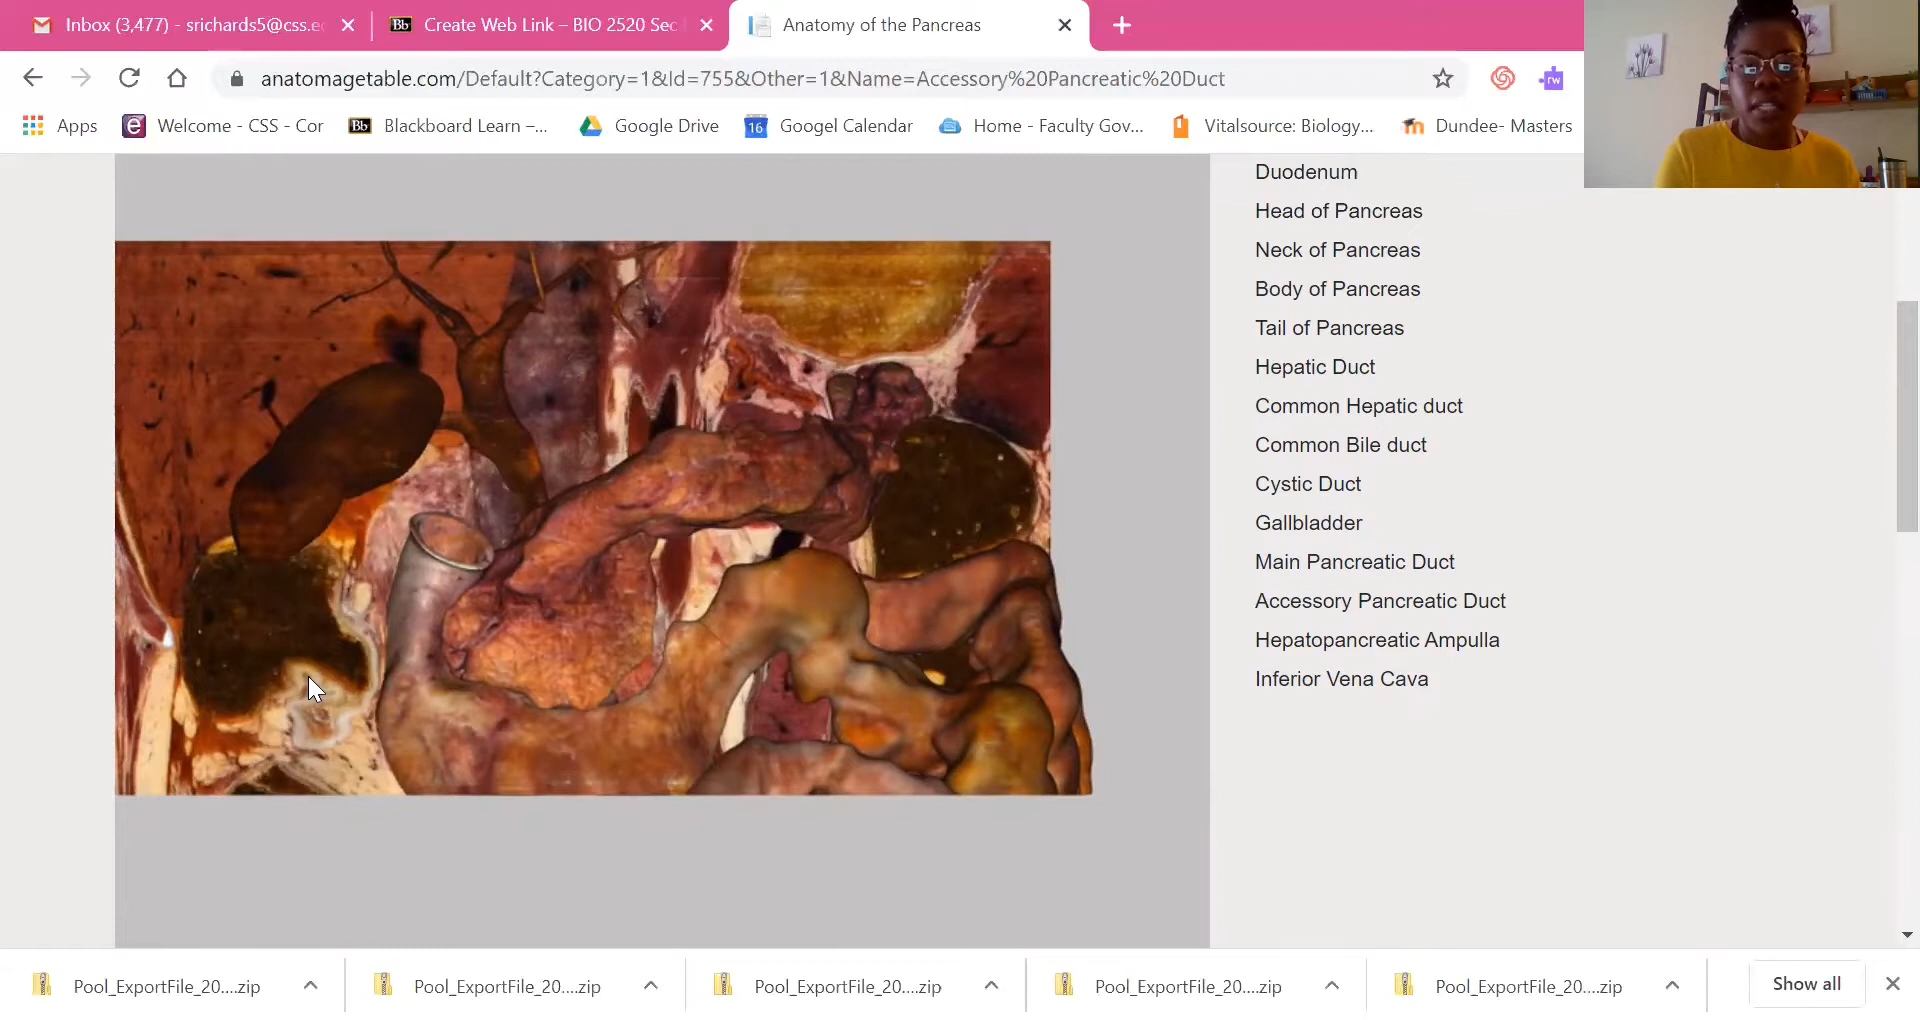 Inbox (3,477) - srichards5@css.e
Create Web Link – BIO 2520 Sec
Anatomy of the Pancreas
anatomagetable.com/Default?Category=1&Id=755&Other=1&Name=Accessory%20Pancreatic%20Duct
Apps
Welcome - CSS - Cor
Bb
Blackboard Learn –...
Google Drive
16
Googel Calendar
Home - Faculty Gov...
Vitalsource: Biology...
Dundee- Masters
Duodenum
Head of Pancreas
Neck of Pancreas
Body of Pancreas
Tail of Pancreas
Hepatic Duct
Common Hepatic duct
Common Bile duct
Cystic Duct
Gallbladder
Main Pancreatic Duct
Accessory Pancreatic Duct
Hepatopancreatic Ampulla
Inferior Vena Cava
Pool_ExportFile_20....zip
Pool_ExportFile_20....zip
Pool_ExportFile_20....zip
Pool_ExportFile_20....zip
Pool_ExportFile_20....zip
Show all